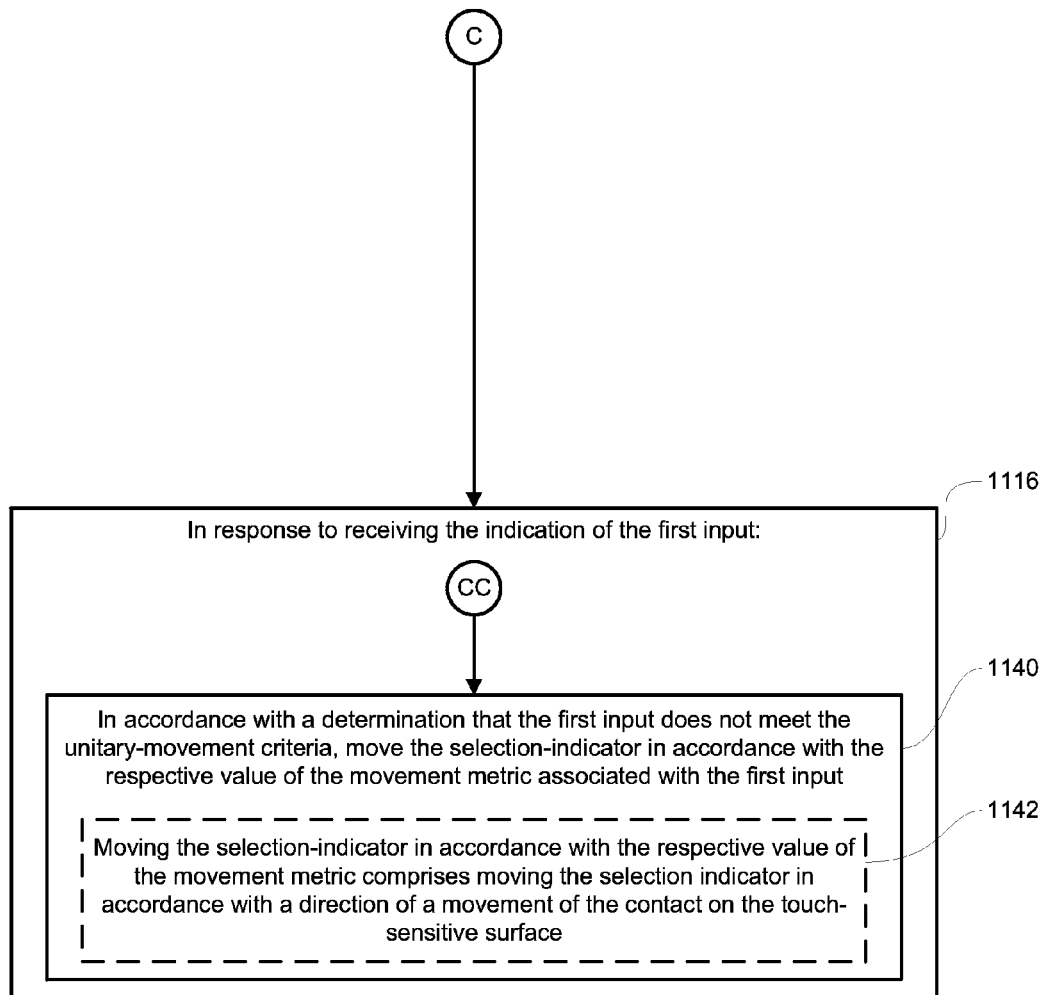 C
1116
In response to receiving the indication of the first input:
CC
1140
In accordance with a determination that the first input does not meet the
unitary-movement criteria, move the selection-indicator in accordance with the
respective value of the movement metric associated with the first input
1142
Moving the selection-indicator in accordance with the respective value of
the movement metric comprises moving the selection indicator in
accordance with a direction of a movement of the contact on the touch-
sensitive surface